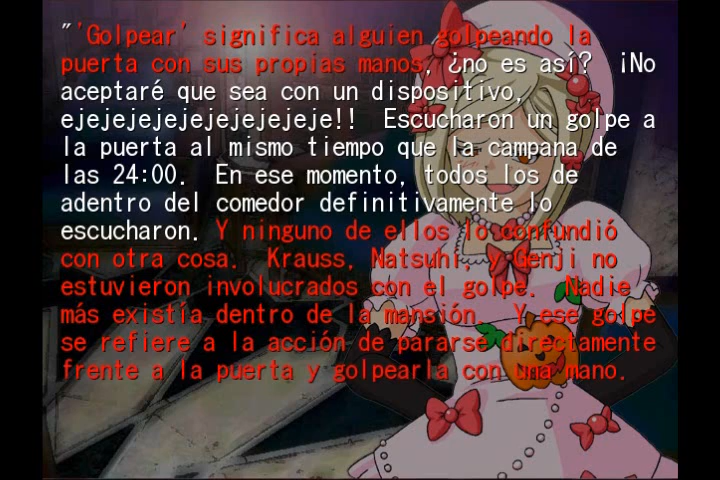 "'Golpear' significa alguien golpeando la
puerta con sus propias manos, ¿no es así?  ¡No
aceptaré que sea con un dispositivo,
ejejejejejejejejejeje!!  Escucharon un golpe a
la puerta al mismo tiempo que la campana de
las 24:00.  En ese momento, todos los de
adentro del comedor definitivamente lo
escucharon. Y ninguno de ellos lo confundió
con otra cosa.  Krauss, Natsuhi, y Genji no
estuvieron involucrados con el golpe.  Nadie
más existía dentro de la mansión.  Y ese golpe
se refiere a la acción de pararse directamente
frente a la puerta y golpearla con una mano.